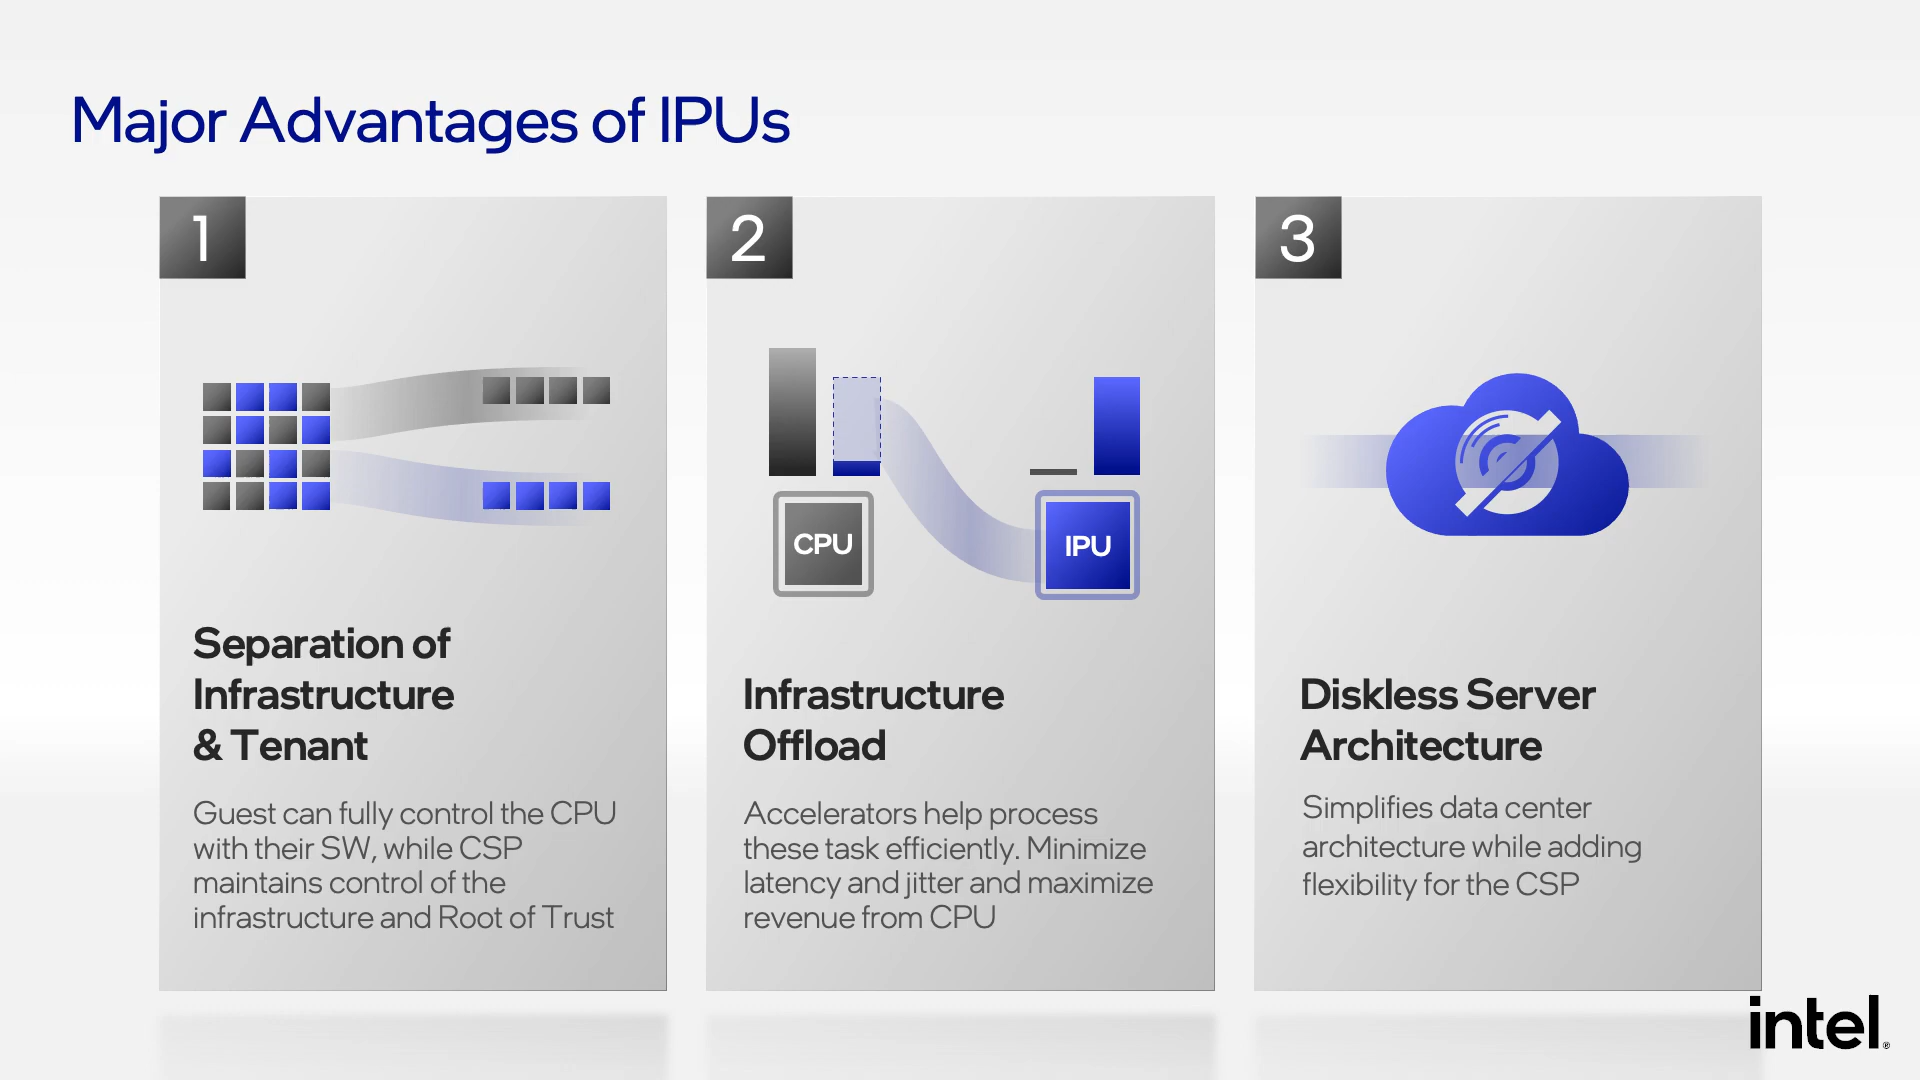 Major Advantages of IPUs
1
Separation of
Infrastructure
& Tenant
Guest can fully control the CPU
with their SW, while CSP
maintains control of the
infrastructure and Root of Trust
2
CPU
IPU
Infrastructure
Offload
Accelerators help process
these task efficiently. Minimize
latency and jitter and maximize
revenue from CPU
3
Diskless Server
Architecture
Simplifies data center
architecture while adding
flexibility for the CSP
intel®